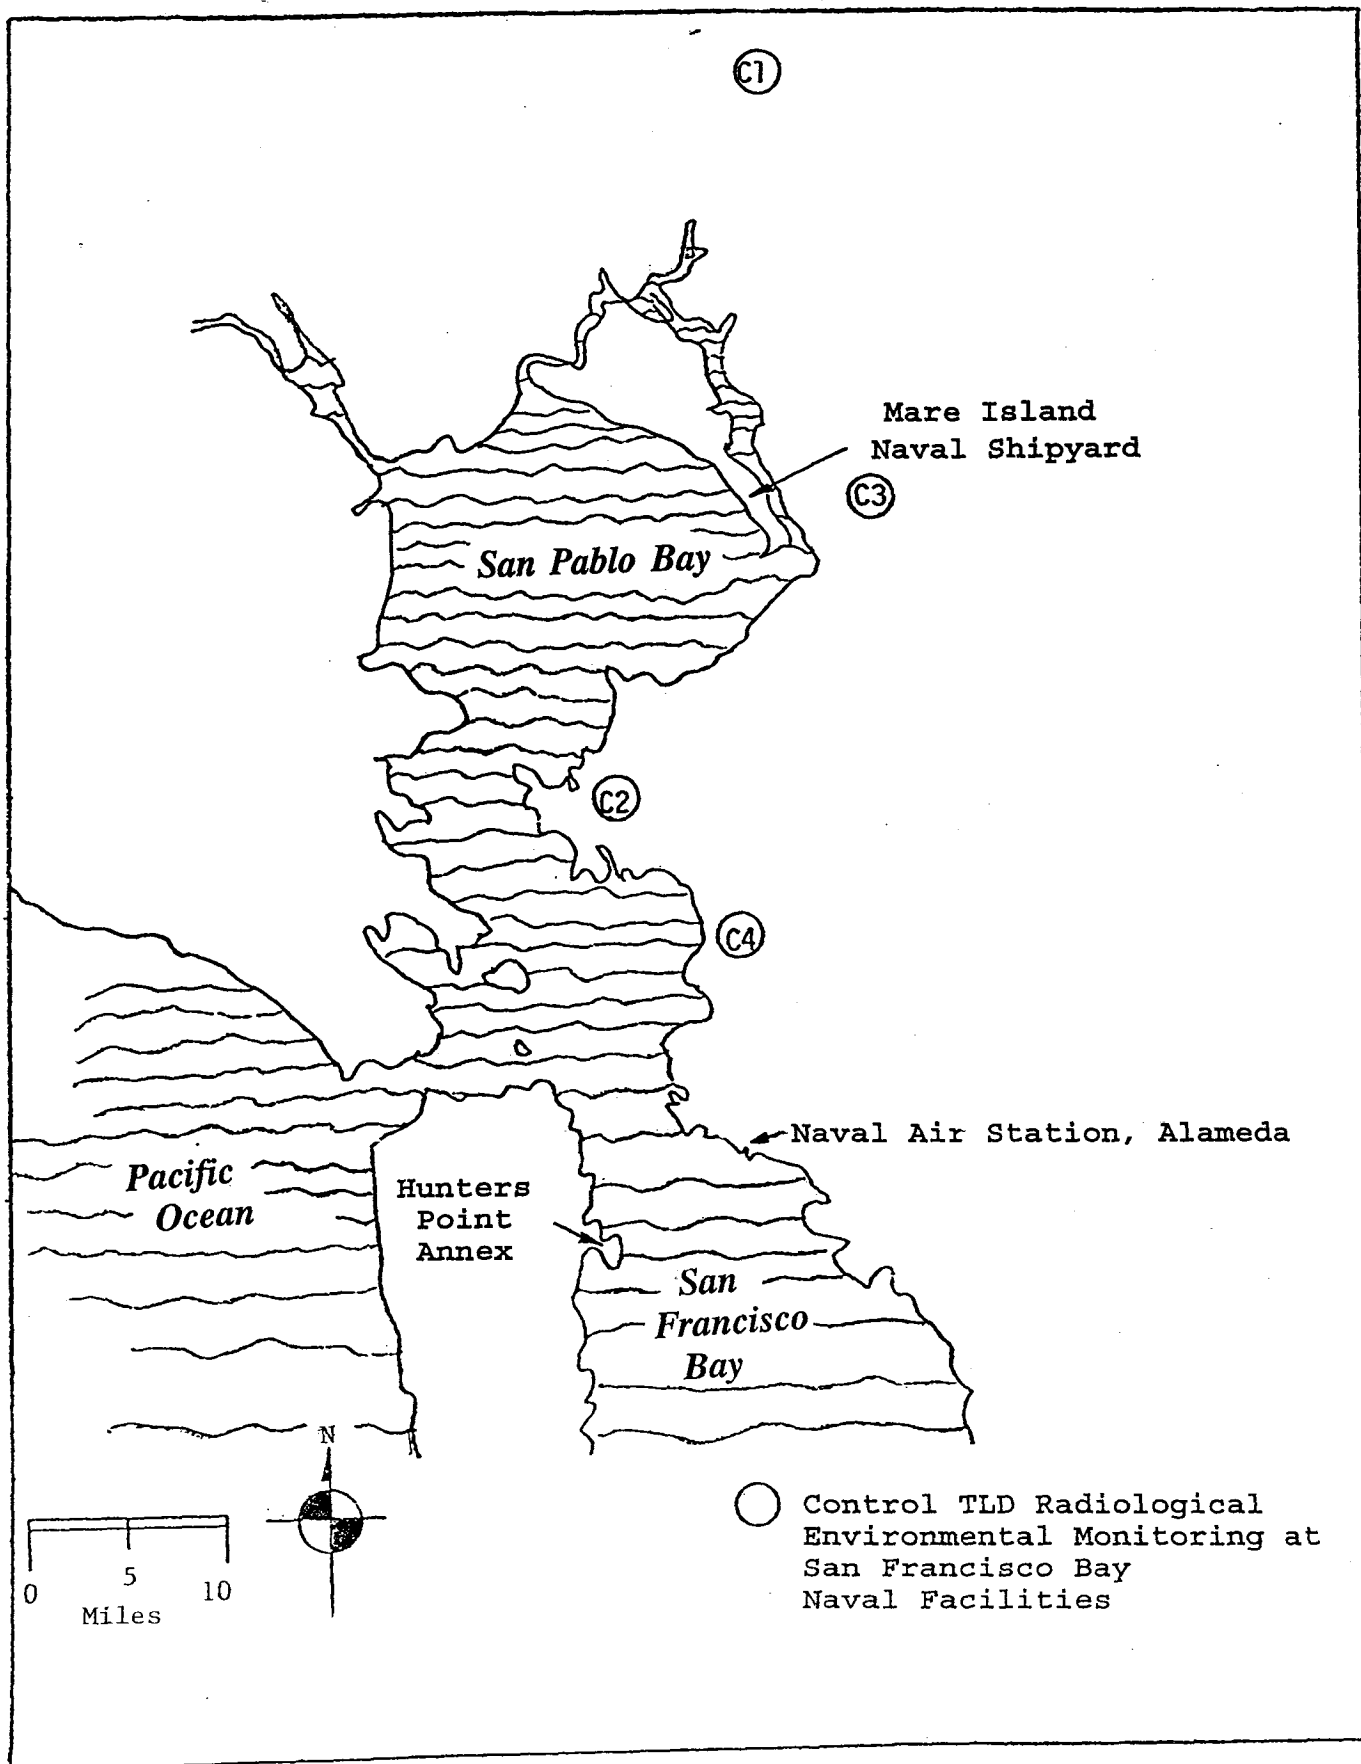 C1
Mare Island
Naval Shipyard
C3
San Pablo Bay
C2
C4
Naval Air Station, Alameda
Pacific
Ocean
Hunters
Point
Annex
San
Francisco
Bay
N
0 5 10
Miles
Control TLD Radiological
Environmental Monitoring at
San Francisco Bay
Naval Facilities